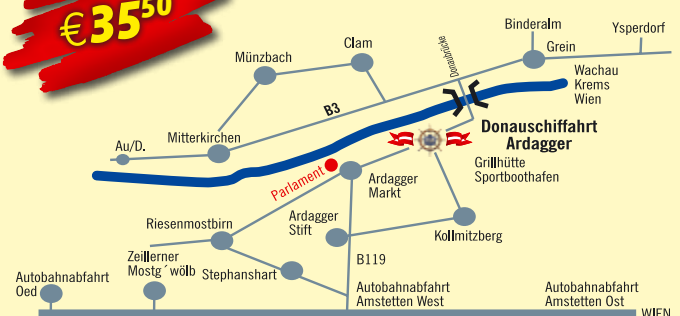 € 35⁵⁰
Binderalm
Grein
Ysperdorf
Clam
Münzbach
Donaubrücke
Wachau
Krems
Wien
B3
Mitterkirchen
Au/D.
Donauschiffahrt
Ardagger
Grillhütte
Sportboothafen
Parlament
Ardagger
Markt
Ardagger
Stift
Riesenmostbirn
Kollmitzberg
Zeillerner
Mostg´wölb
Stephanshart
B119
Autobahnabfahrt
Oed
Autobahnabfahrt
Amstetten West
Autobahnabfahrt
Amstetten Ost
WIEN